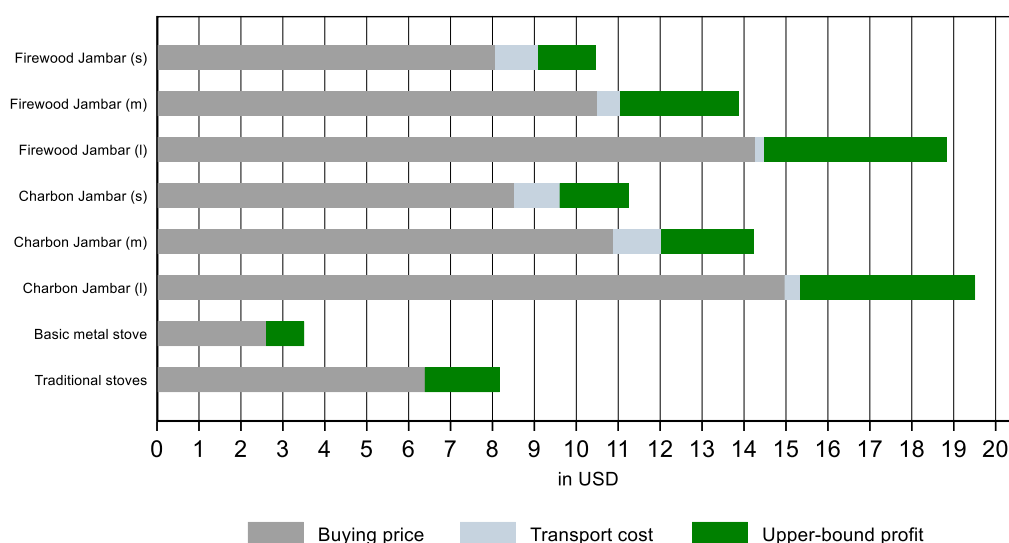 Firewood Jambar (s)
Firewood Jambar (m)
Firewood Jambar (l)
Charbon Jambar (s)
Charbon Jambar (m)
Charbon Jambar (l)
Basic metal stove
Traditional stoves
0 1 2 3 4 5 6 7 8 9 10 11 12 13 14 15 16 17 18 19 20
in USD
Buying price Transport cost Upper-bound profit